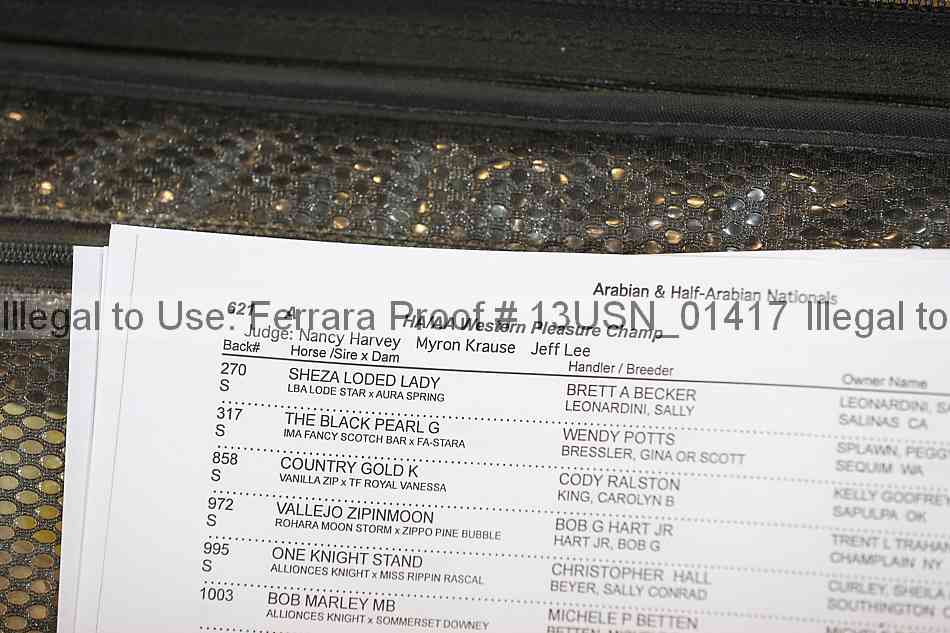 Arabian & Half-Arabian Nationals
621 A HA/AA Western Pleasure Champ_
Illegal to Use: Ferrara Proof # 13USN_01417 Illegal to
Judge: Nancy Harvey Myron Krause Jeff Lee
Back# Horse /Sire x Dam Handler / Breeder Owner Name
270 SHEZA LODED LADY BRETT A BECKER LEONARDINI,
S LBA LODE STAR x AURA SPRING LEONARDINI, SALLY SALINAS CA
317 THE BLACK PEARL G WENDY POTTS SPLAWN, PEGG
S IMA FANCY SCOTCH BAR x FA-STARA BRESSLER, GINA OR SCOTT SEQUIM WA
858 COUNTRY GOLD K CODY RALSTON KELLY GODFRE
S VANILLA ZIP x TF ROYAL VANESSA KING, CAROLYN B SAPULPA OK
972 VALLEJO ZIPINMOON BOB G HART JR TRENT L TRAHA
S ROHARA MOON STORM x ZIPPO PINE BUBBLE HART JR, BOB G CHAMPLAIN NY
995 ONE KNIGHT STAND CHRISTOPHER HALL CURLEY, SHEILA
S ALLIONCES KNIGHT x MISS RIPPIN RASCAL BEYER, SALLY CONRAD SOUTHINGTON
1003 BOB MARLEY MB MICHELE P BETTEN
ALLIONCES KNIGHT x SOMMERSET DOWNEY